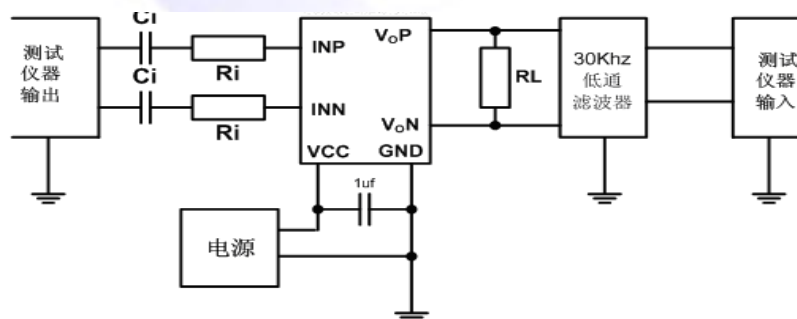 Ci
Ri
Ci
Ri
测试
仪器
输出
INP
INN
VCC
GND
VOP
VON
RL
30Khz
低通
滤波器
测试
仪器
输入
1uf
电源